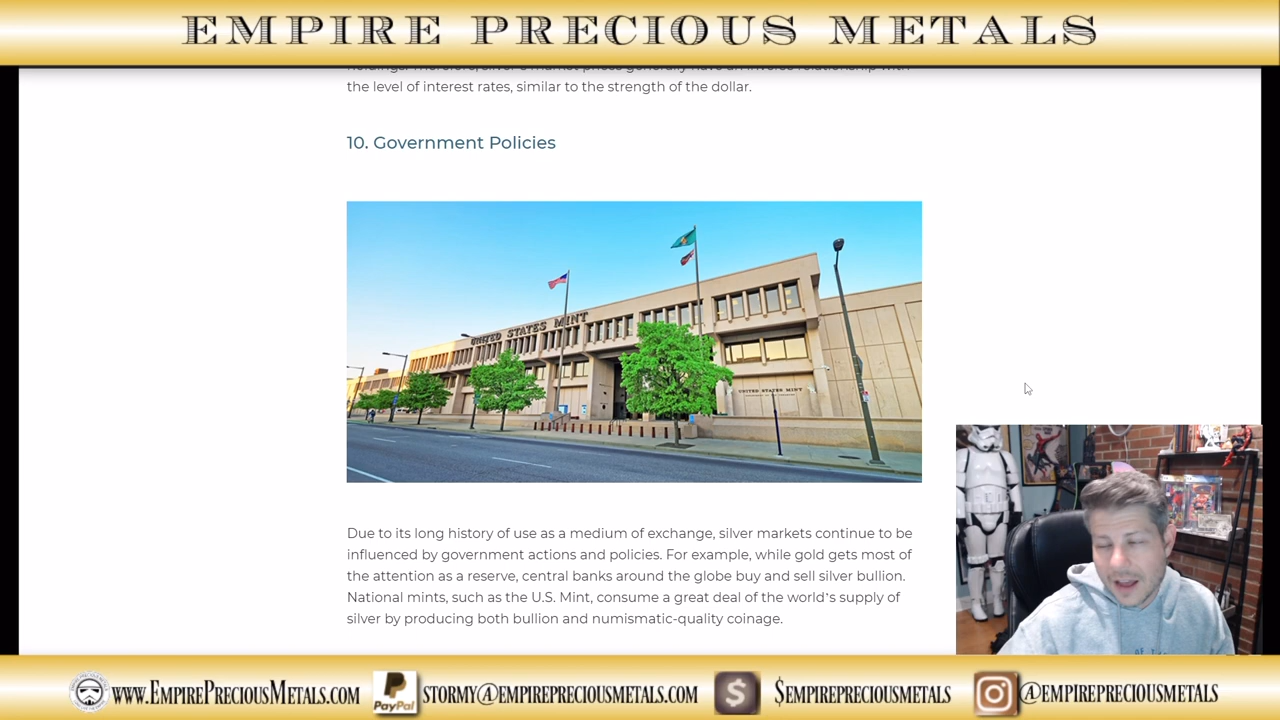 EMPIRE PRECIOUS METALS
the level of interest rates, similar to the strength of the dollar.
10. Government Policies
UNITED STATES MINT
UNITED STATES MINT
Due to its long history of use as a medium of exchange, silver markets continue to be
influenced by government actions and policies. For example, while gold gets most of
the attention as a reserve, central banks around the globe buy and sell silver bullion.
National mints, such as the U.S. Mint, consume a great deal of the world's supply of
silver by producing both bullion and numismatic-quality coinage.
www.EmpirePreciousMetals.com
PayPal
stormy@empirepreciousmetals.com
$empirepreciousmetals
@empirepreciousmetals